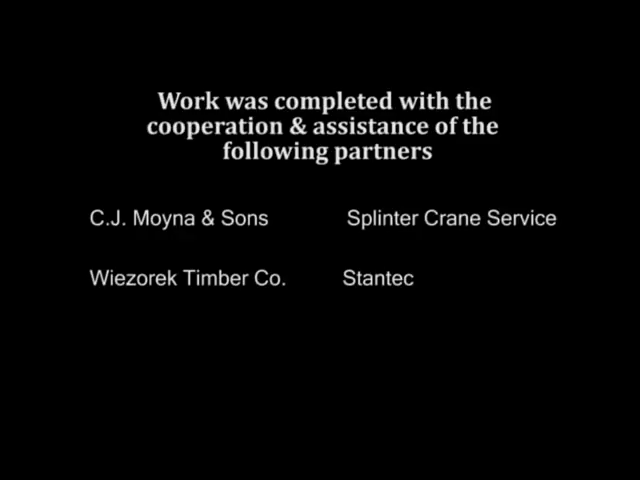 Work was completed with the
cooperation & assistance of the
following partners
C.J. Moyna & Sons
Splinter Crane Service
Wiezorek Timber Co.
Stantec